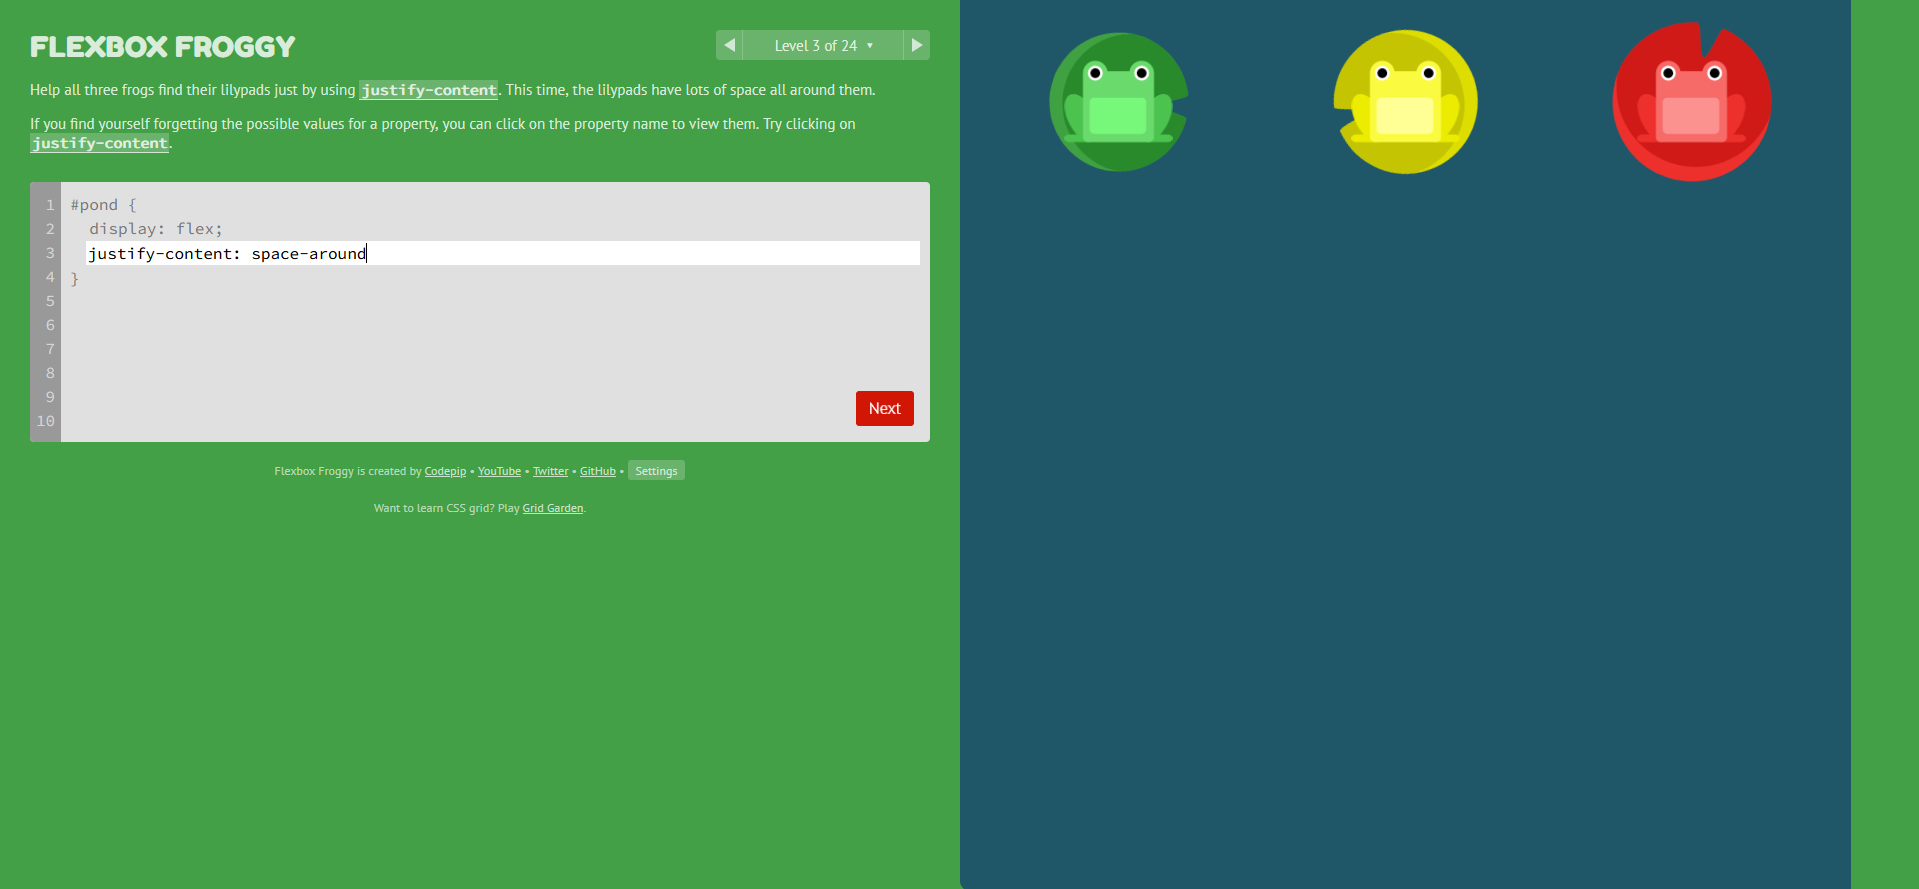 FLEXBOX FROGGY
◀ Level 3 of 24 ▼ ▶
Help all three frogs find their lilypads just by using justify-content. This time, the lilypads have lots of space all around them.
If you find yourself forgetting the possible values for a property, you can click on the property name to view them. Try clicking on
justify-content.
1 #pond {
2   display: flex;
3   justify-content: space-around
4 }
5
6
7
8
9
10
Next
Flexbox Froggy is created by Codepip • YouTube • Twitter • GitHub • Settings
Want to learn CSS grid? Play Grid Garden.